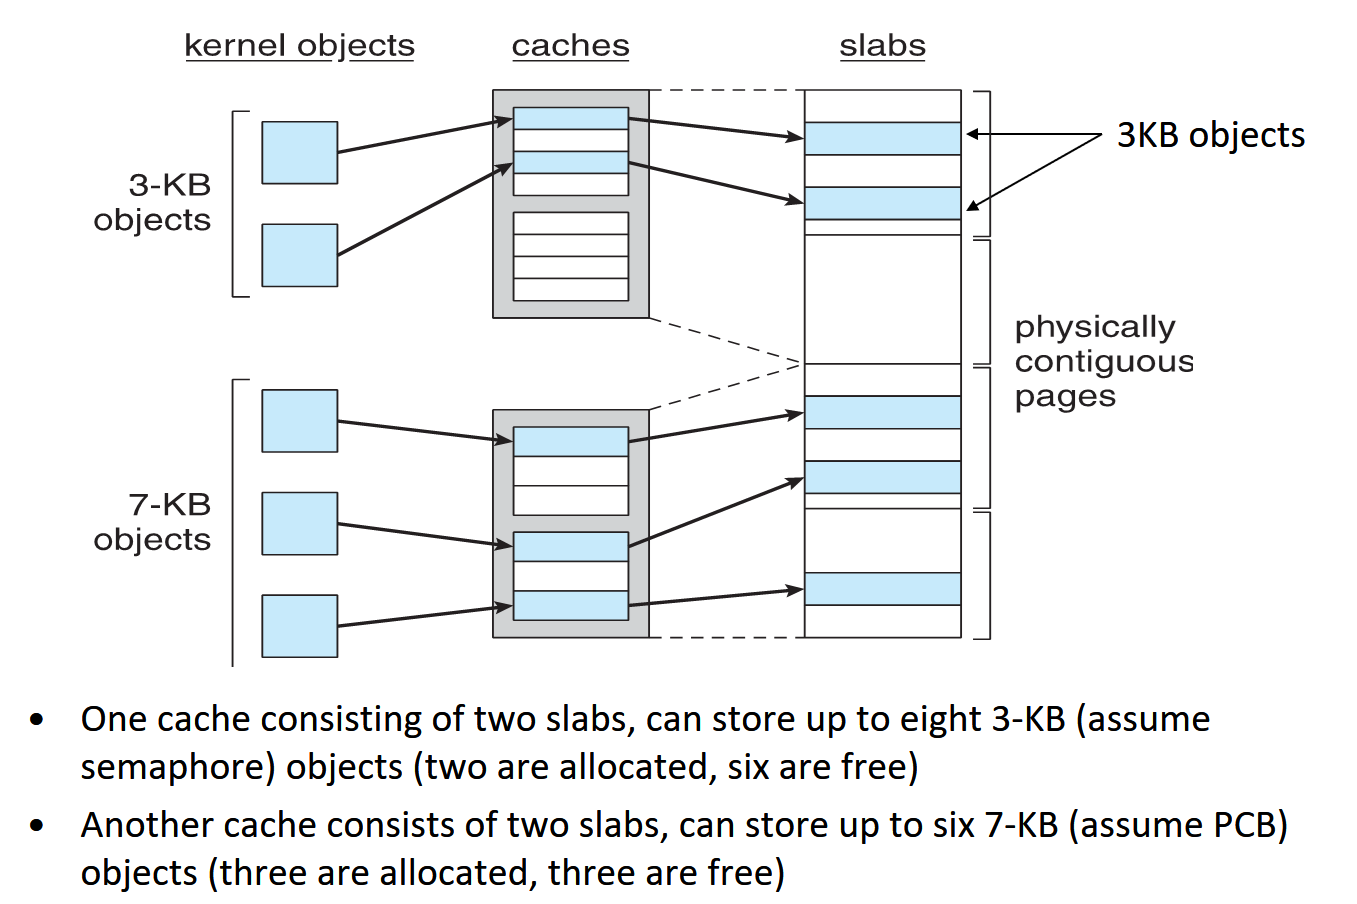 kernel objects
caches
slabs
3KB objects
3-KB
objects
physically
contiguous
pages
7-KB
objects
• One cache consisting of two slabs, can store up to eight 3-KB (assume
semaphore) objects (two are allocated, six are free)
• Another cache consists of two slabs, can store up to six 7-KB (assume PCB)
objects (three are allocated, three are free)